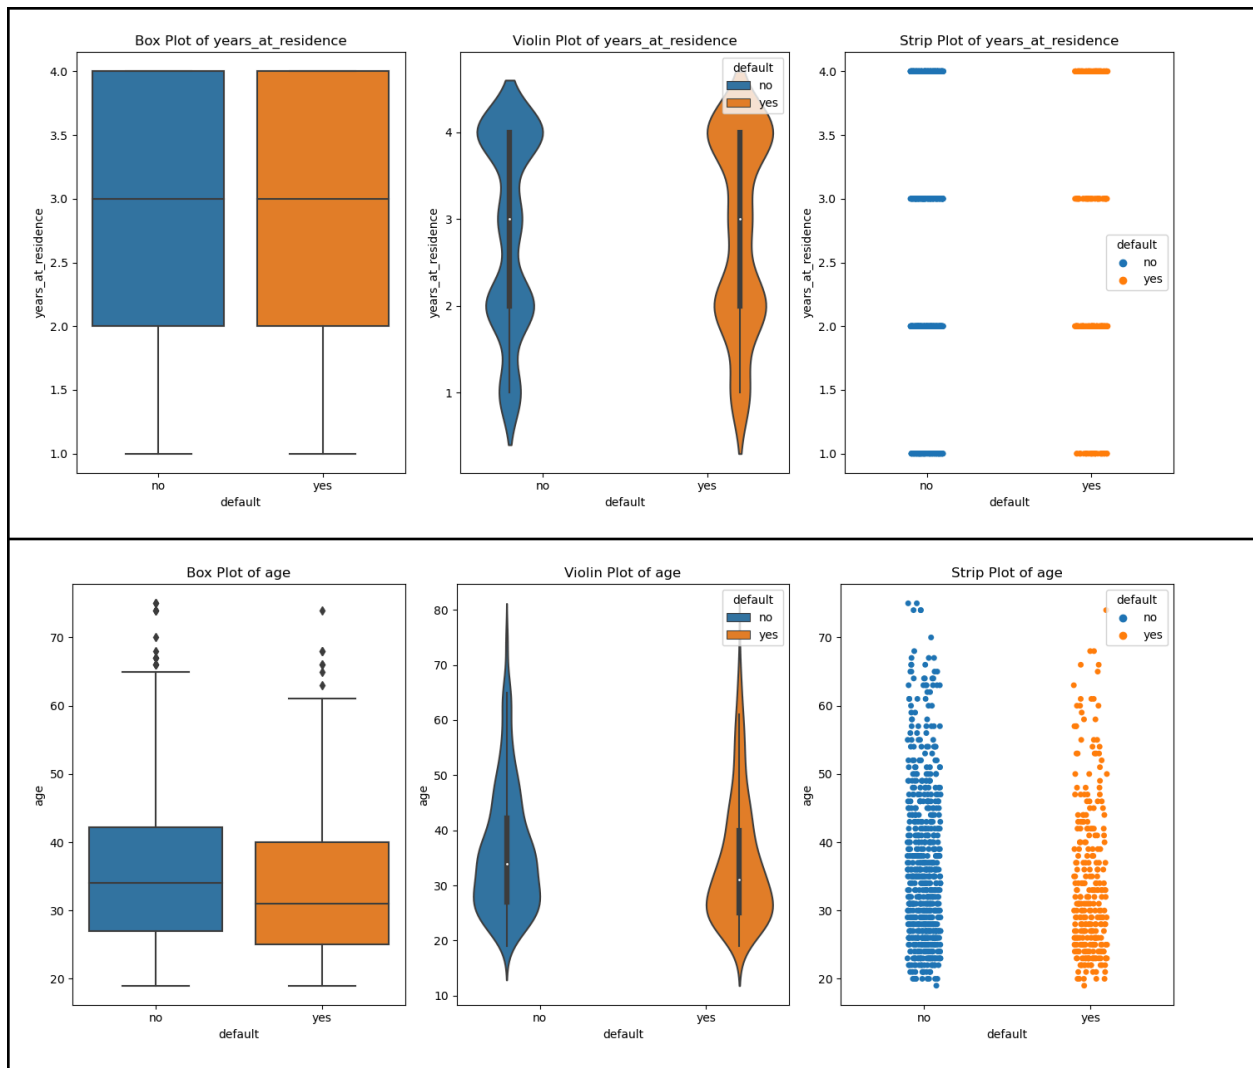 Box Plot of years_at_residence
years_at_residence
4.0
3.5
3.0
2.5
2.0
1.5
1.0
no
yes
default
Violin Plot of years_at_residence
years_at_residence
4
3
2
1
default
no
yes
no
yes
default
Strip Plot of years_at_residence
years_at_residence
4.0
3.5
3.0
2.5
2.0
1.5
1.0
default
no
yes
no
yes
default
Box Plot of age
age
70
60
50
40
30
20
no
yes
default
Violin Plot of age
age
80
70
60
50
40
30
20
10
default
no
yes
no
yes
default
Strip Plot of age
age
70
60
50
40
30
20
default
no
yes
no
yes
default